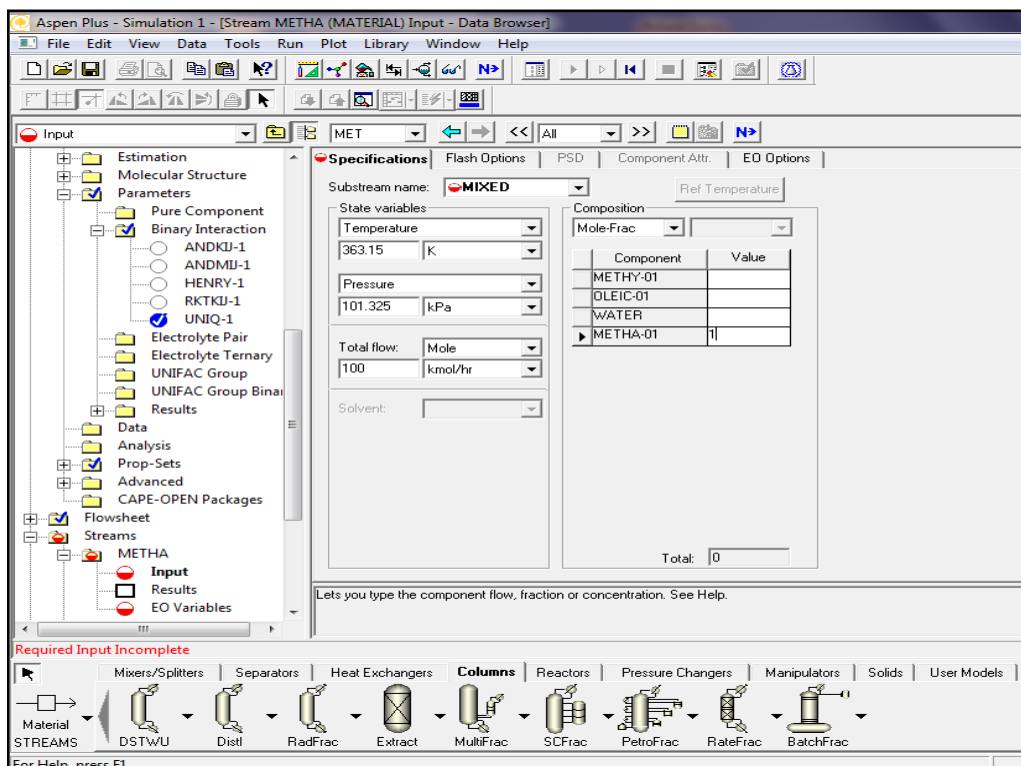 Aspen Plus - Simulation 1 - [Stream METHA (MATERIAL) Input - Data Browser]
File Edit View Data Tools Run Plot Library Window Help
N>
Input MET << All >> N>
Estimation
Molecular Structure
Parameters
Pure Component
Binary Interaction
ANDKIJ-1
ANDMIJ-1
HENRY-1
RKTKIJ-1
UNIQ-1
Electrolyte Pair
Electrolyte Ternary
UNIFAC Group
UNIFAC Group Binar
Results
Data
Analysis
Prop-Sets
Advanced
CAPE-OPEN Packages
Flowsheet
Streams
METHA
Input
Results
EO Variables
Specifications Flash Options PSD Component Attr. EO Options
Substream name: MIXED Ref Temperature
State variables
Temperature
363.15 K
Pressure
101.325 kPa
Total flow: Mole
100 kmol/hr
Solvent:
Composition
Mole-Frac
Component Value
METHY-01
OLEIC-01
WATER
METHA-01 1
Total: 0
Lets you type the component flow, fraction or concentration. See Help.
Required Input Incomplete
Mixers/Splitters Separators Heat Exchangers Columns Reactors Pressure Changers Manipulators Solids User Models
Material
STREAMS DSTWU Distl RadFrac Extract MultiFrac SCFrac PetroFrac RateFrac BatchFrac
For Help, press F1